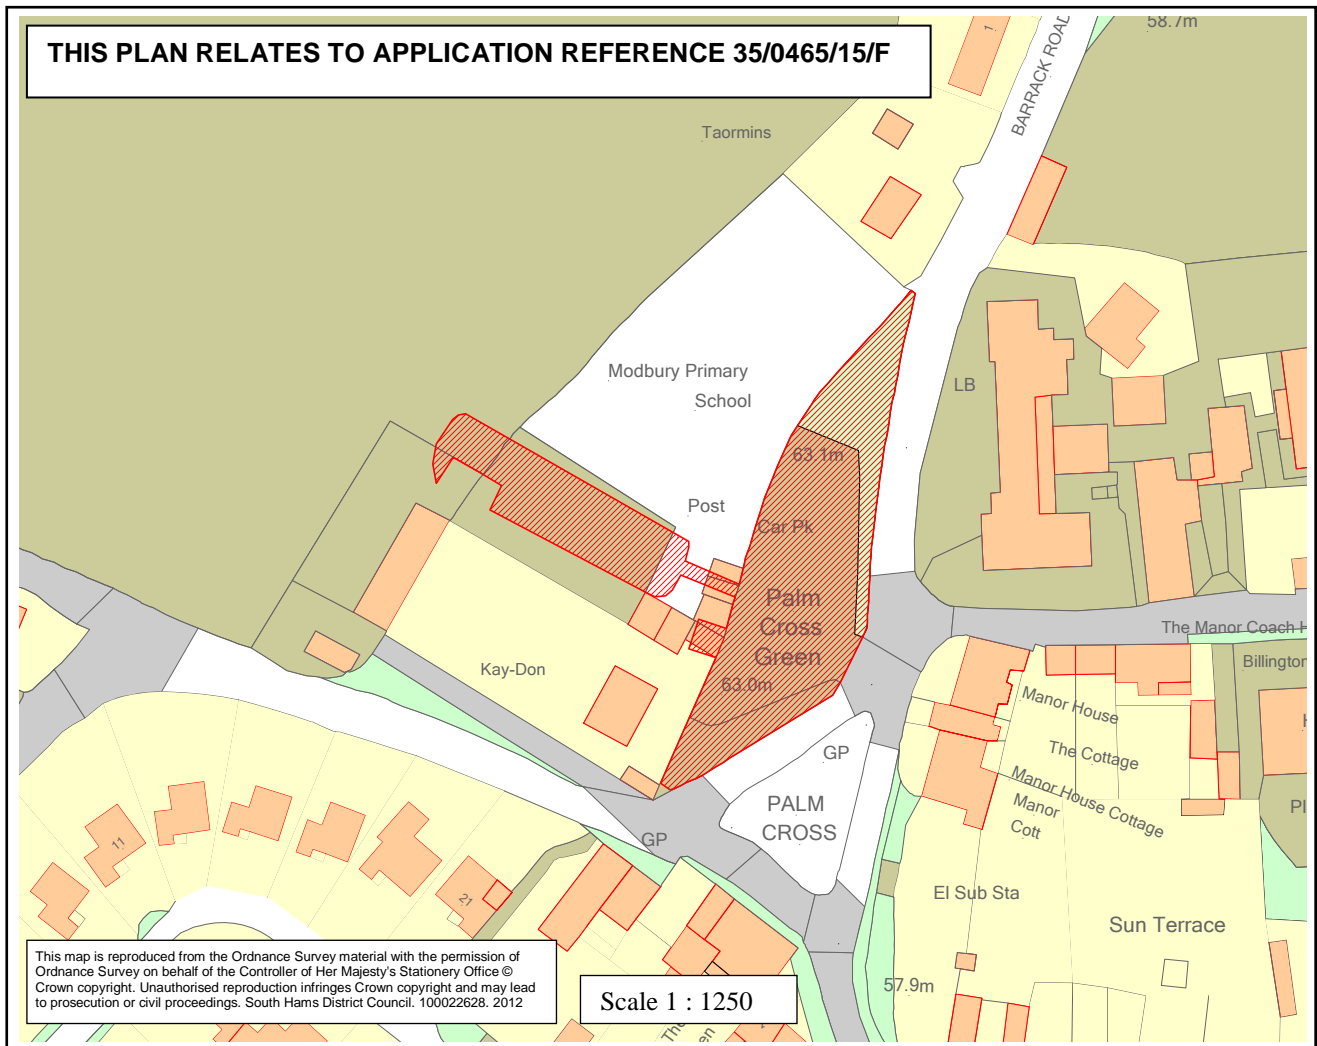 THIS PLAN RELATES TO APPLICATION REFERENCE 35/0465/15/F
58.7m
1
BARRACK ROAD
Taormins
Modbury Primary
School
LB
63.1m
Post
Car Pk
Palm
Cross
Green
The Manor Coach H
Kay-Don
63.0m
Billington
Manor House
GP
The Cottage
PALM
CROSS
Manor House Cottage
Manor
Cott
Pl
11
GP
21
El Sub Sta
Sun Terrace
57.9m
This map is reproduced from the Ordnance Survey material with the permission of
Ordnance Survey on behalf of the Controller of Her Majesty's Stationery Office ©
Crown copyright. Unauthorised reproduction infringes Crown copyright and may lead
to prosecution or civil proceedings. South Hams District Council. 100022628. 2012
Scale 1 : 1250